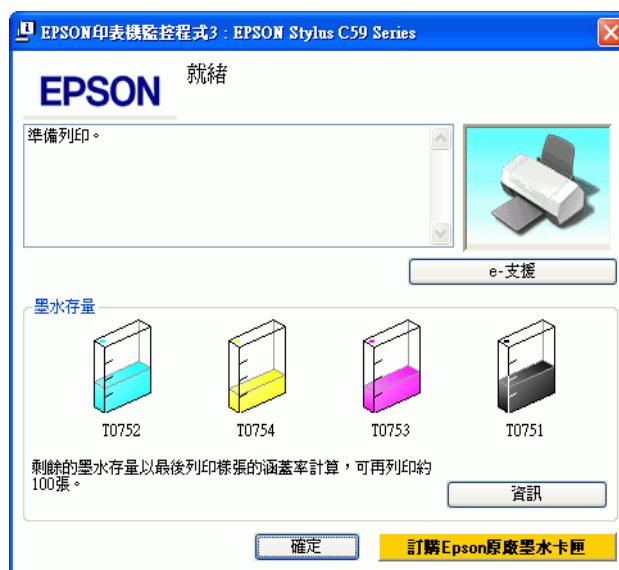 EPSON印表機監控程式3 : EPSON Stylus C59 Series
EPSON
就緒
準備列印。
e-支援
墨水存量
T0752 T0754 T0753 T0751
剩餘的墨水存量以最後列印樣張的涵蓋率計算，可再列印約
100張。
資訊
確定
訂購Epson原廠墨水卡匣